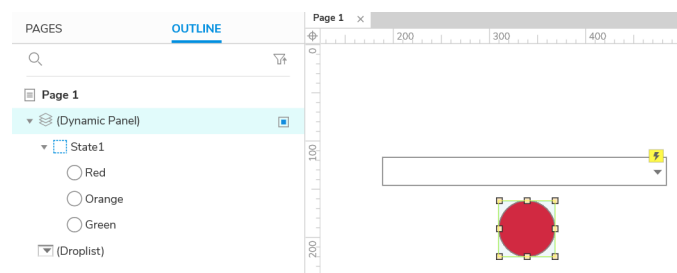 PAGES OUTLINE
Page 1
200 300 400
0
Page 1
(Dynamic Panel)
State1
100
Red
Orange
Green
200
(Droplist)